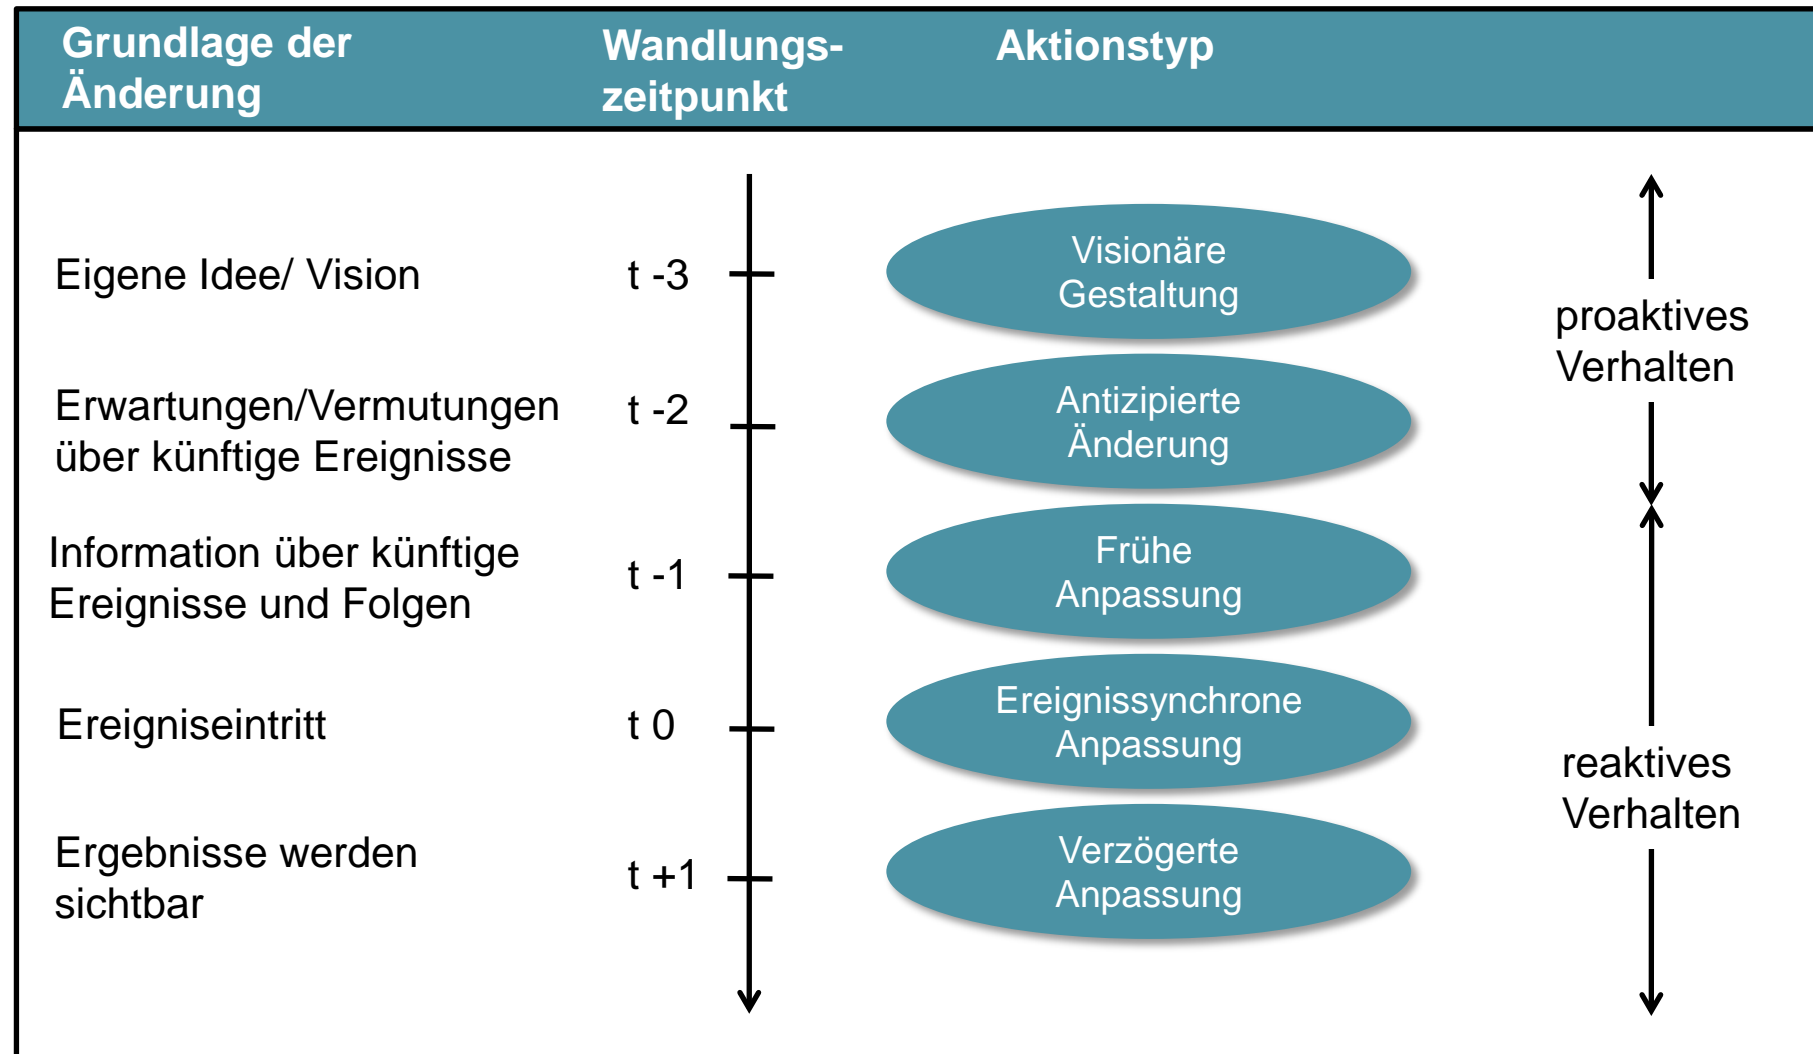 Grundlage der
Änderung
Wandlungs-
zeitpunkt
Aktionstyp
Eigene Idee/ Vision
t -3
Visionäre
Gestaltung
Erwartungen/Vermutungen
über künftige Ereignisse
t -2
Antizipierte
Änderung
proaktives
Verhalten
Information über künftige
Ereignisse und Folgen
t -1
Frühe
Anpassung
Ereigniseintritt
t 0
Ereignissynchrone
Anpassung
Ergebnisse werden
sichtbar
t +1
Verzögerte
Anpassung
reaktives
Verhalten